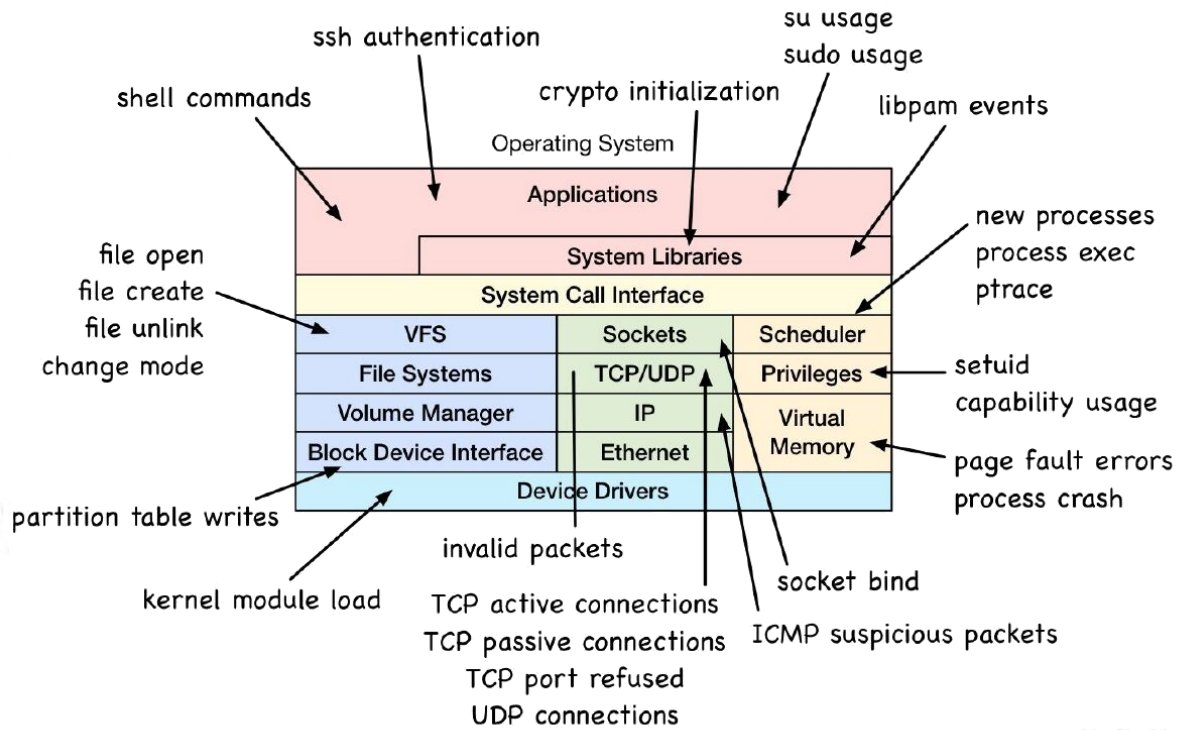 su usage
sudo usage
ssh authentication
crypto initialization
shell commands
libpam events
Operating System
Applications
System Libraries
System Call Interface
new processes
process exec
ptrace
file open
file create
file unlink
change mode
VFS
Sockets
Scheduler
File Systems
TCP/UDP
Privileges
setuid
capability usage
Volume Manager
IP
Virtual
Memory
Block Device Interface
Ethernet
page fault errors
process crash
Device Drivers
partition table writes
invalid packets
kernel module load
socket bind
TCP active connections
TCP passive connections
TCP port refused
UDP connections
ICMP suspicious packets